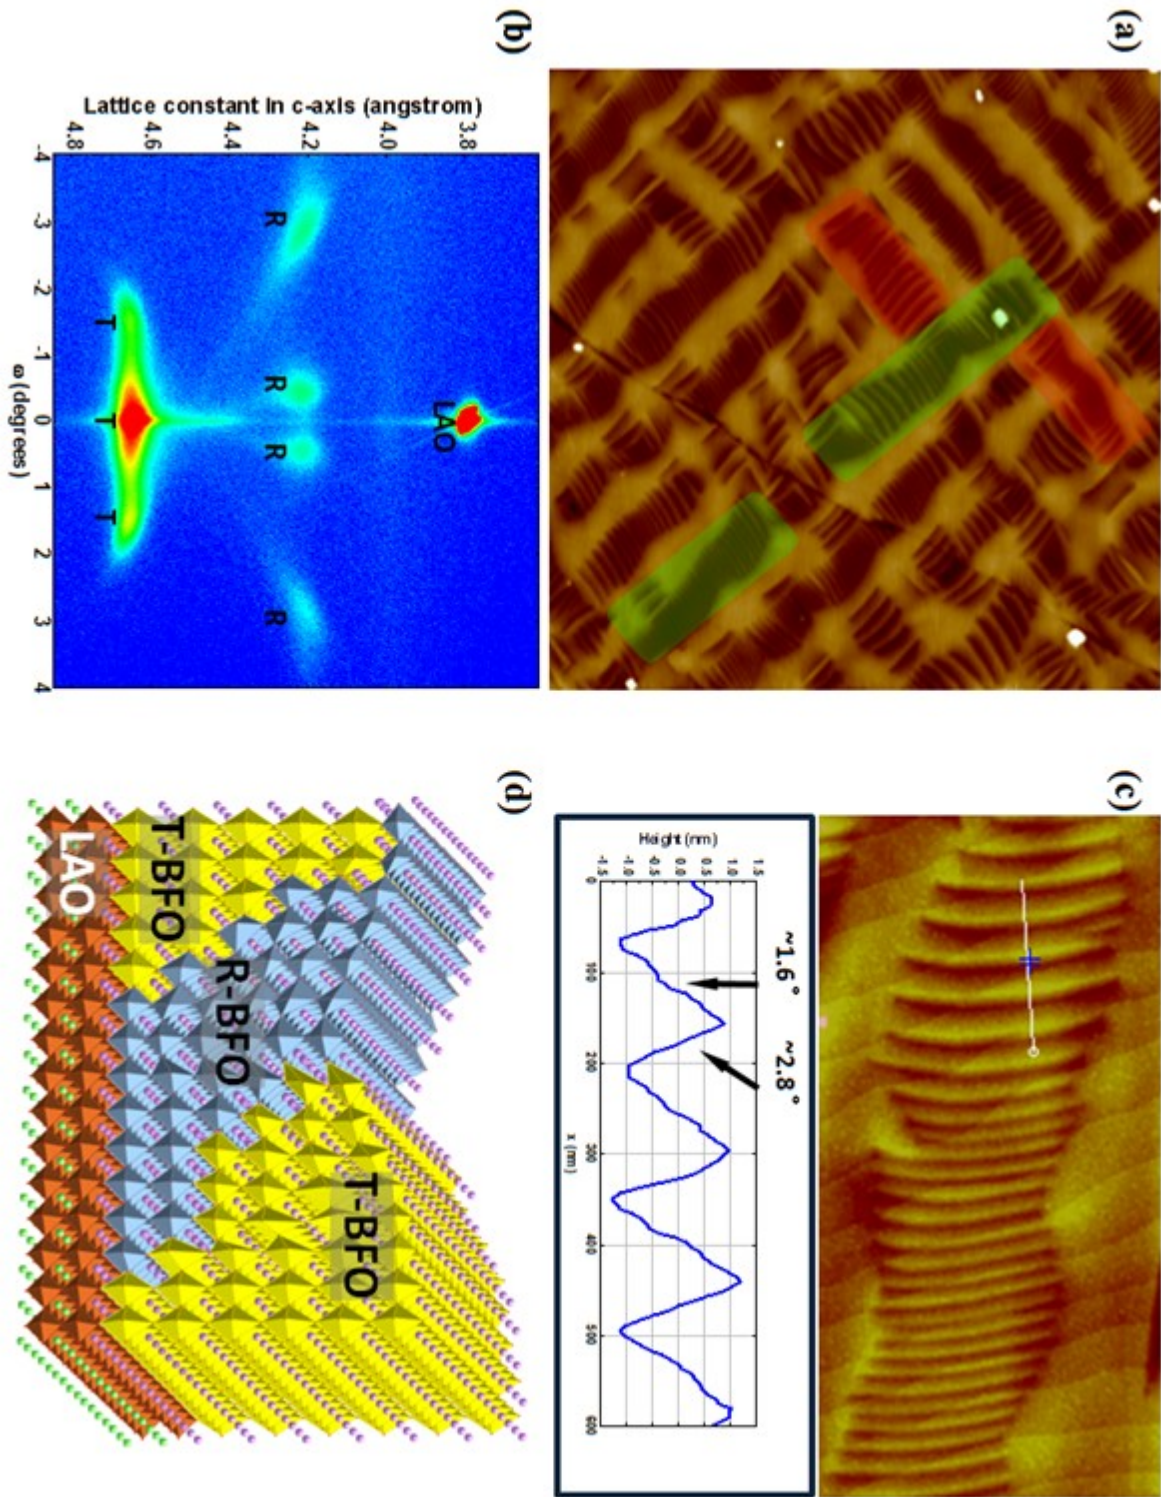 (a)
(b)
Lattice constant in c-axis (angstrom)
3.8
4.0
4.2
4.4
4.6
4.8
LAO
R
R
R
R
T
T
T
-4
-3
-2
-1
0
1
2
3
4
ω (degrees)
(c)
~1.6°
~2.8°
Height (nm)
1.5
1.0
0.5
0.0
-0.5
-1.0
-1.5
0
100
200
300
400
500
600
x (nm)
(d)
T-BFO
R-BFO
T-BFO
LAO